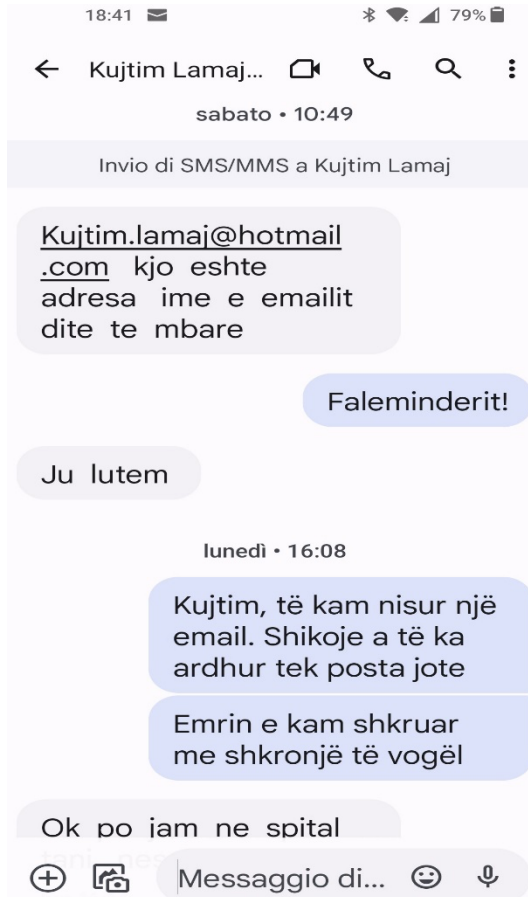 18:41 79%
Kujtim Lamaj...
sabato • 10:49
Invio di SMS/MMS a Kujtim Lamaj
Kujtim.lamaj@hotmail
.com kjo eshte
adresa ime e emailit
dite te mbare
Faleminderit!
Ju lutem
lunedì • 16:08
Kujtim, të kam nisur një
email. Shikoje a të ka
ardhur tek posta jote
Emrin e kam shkruar
me shkronjë të vogël
Ok po jam ne spital
Messaggio di...